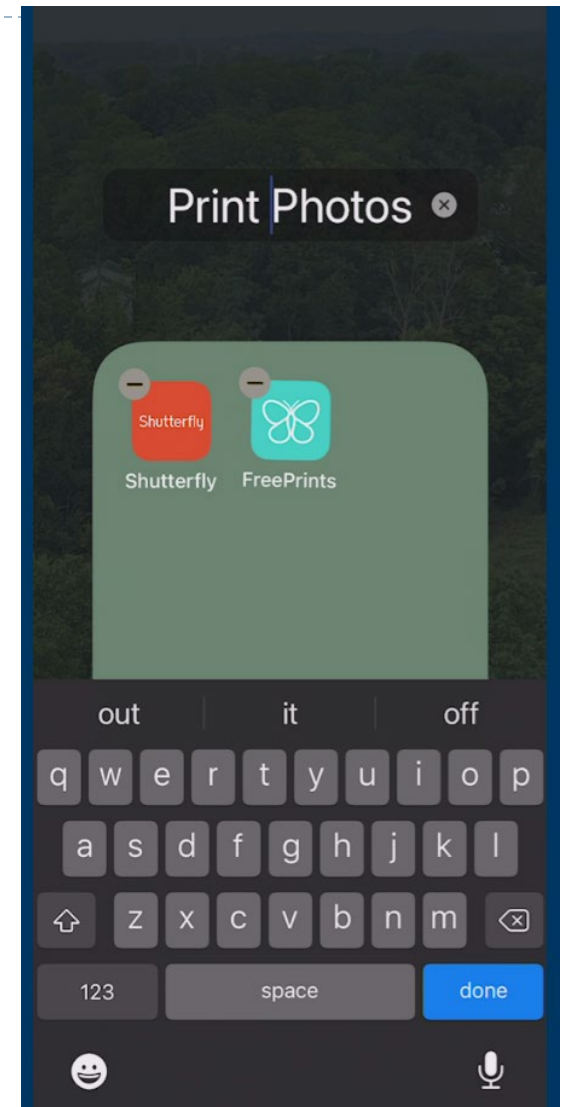 Print Photos
Shutterfly
Shutterfly FreePrints
out it off
q w e r t y u i o p
a s d f g h j k l
z x c v b n m
123 space done